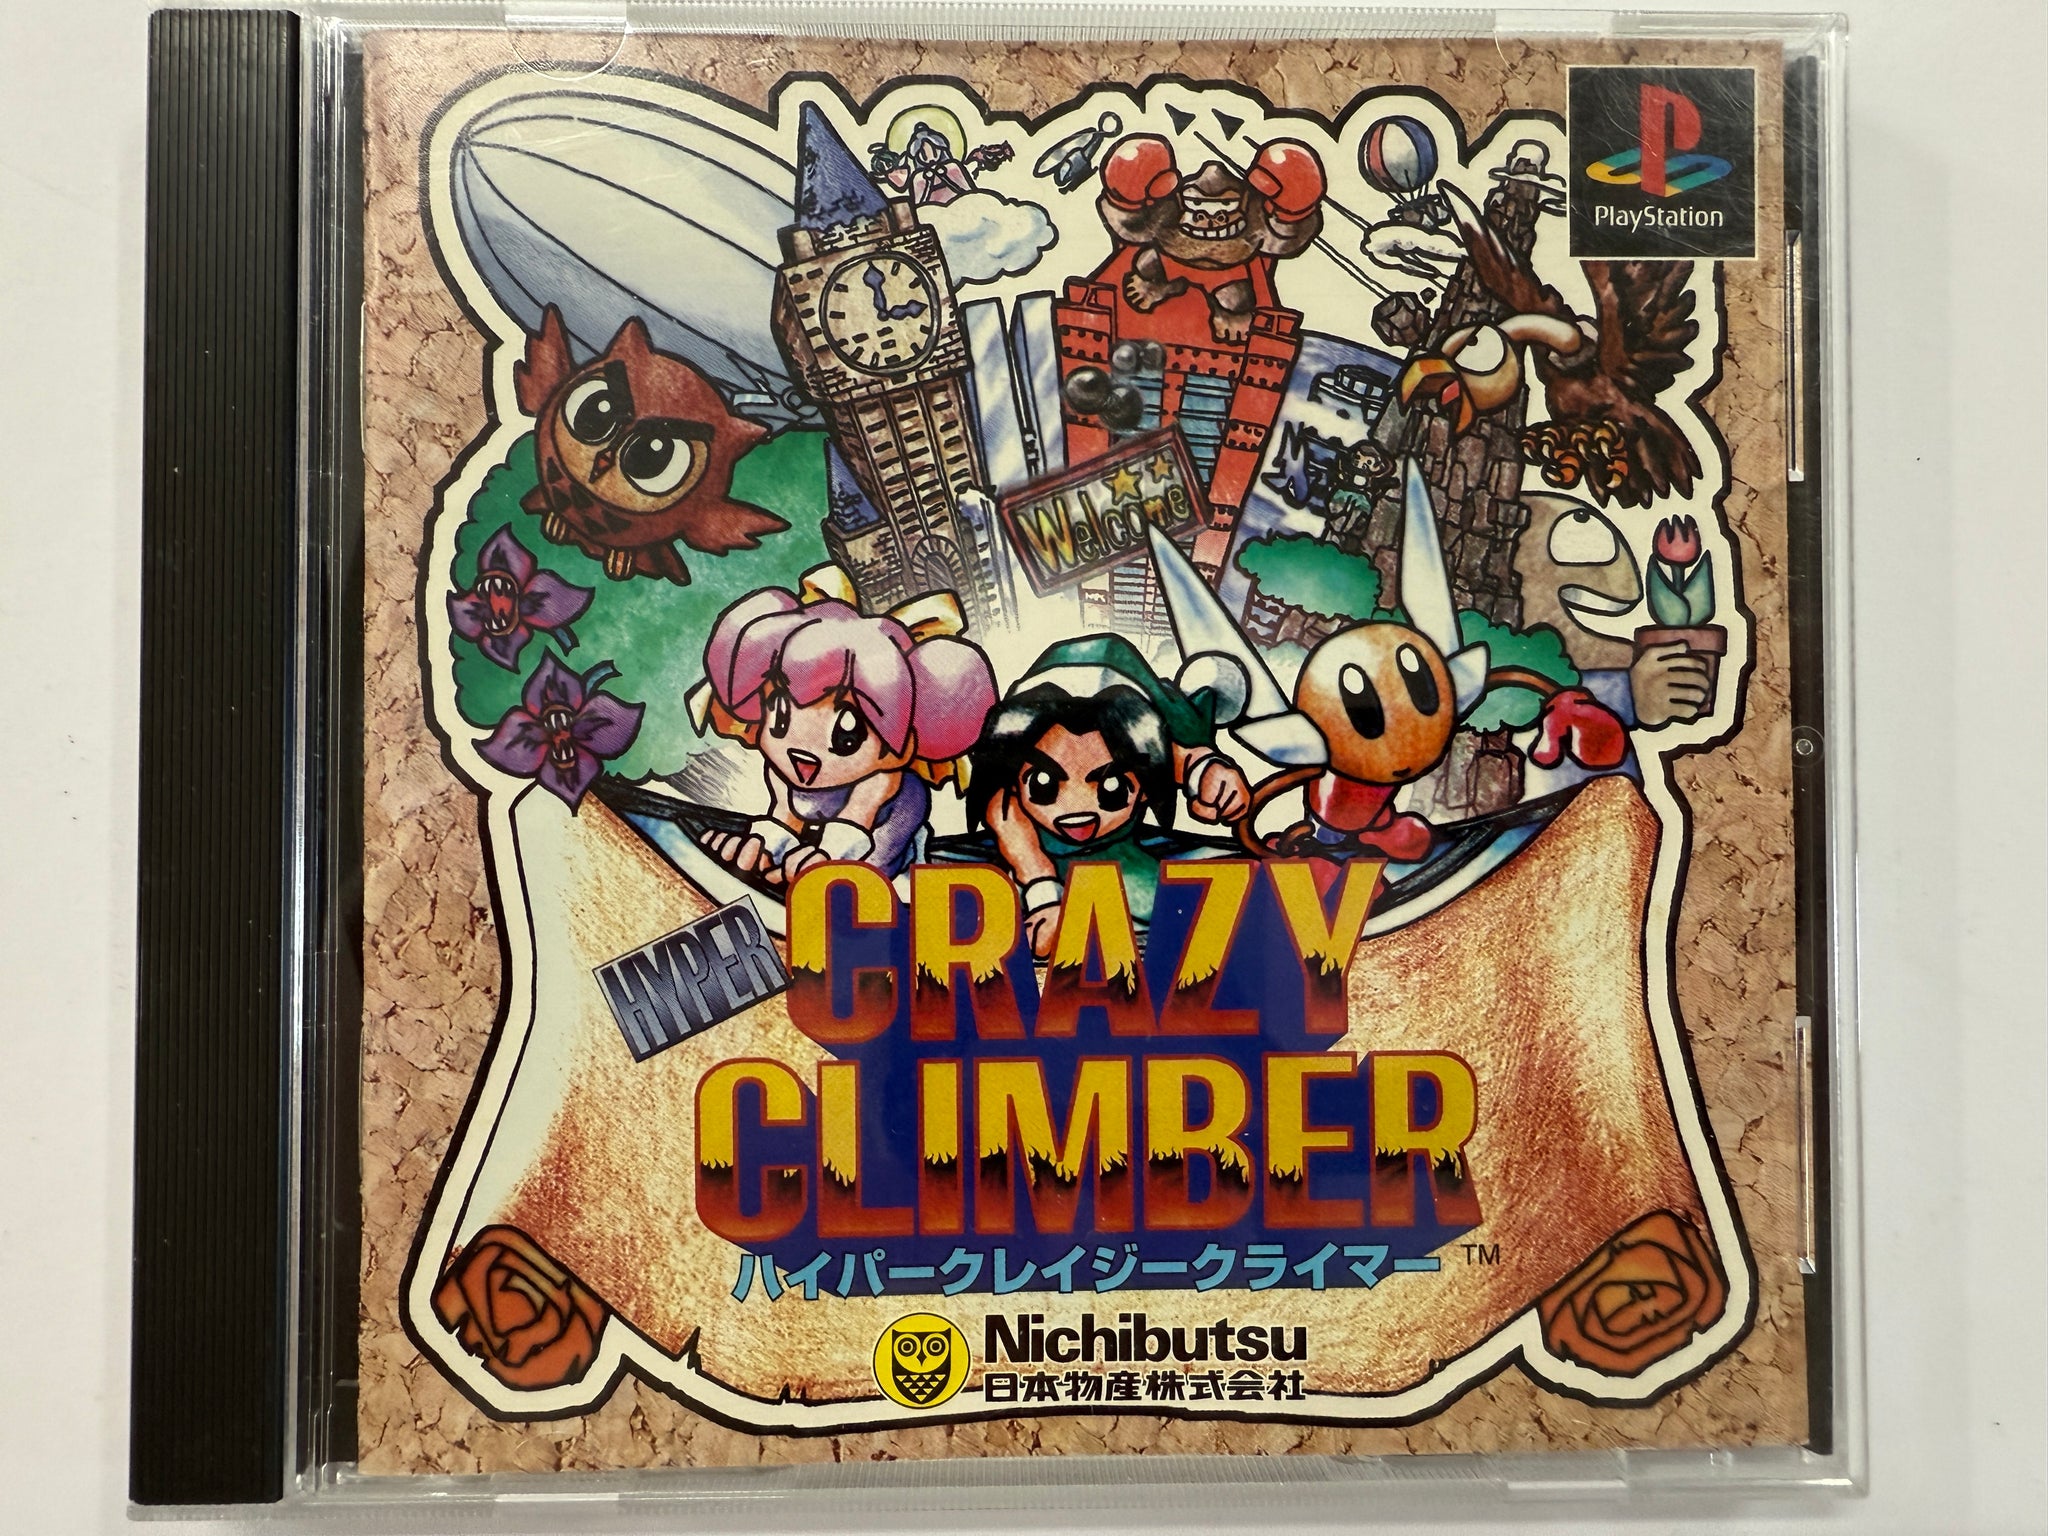 PlayStation
Welcome
HYPER
CRAZY
CLIMBER
ハイパークレイジークライマー TM
Nichibutsu
日本物産株式会社